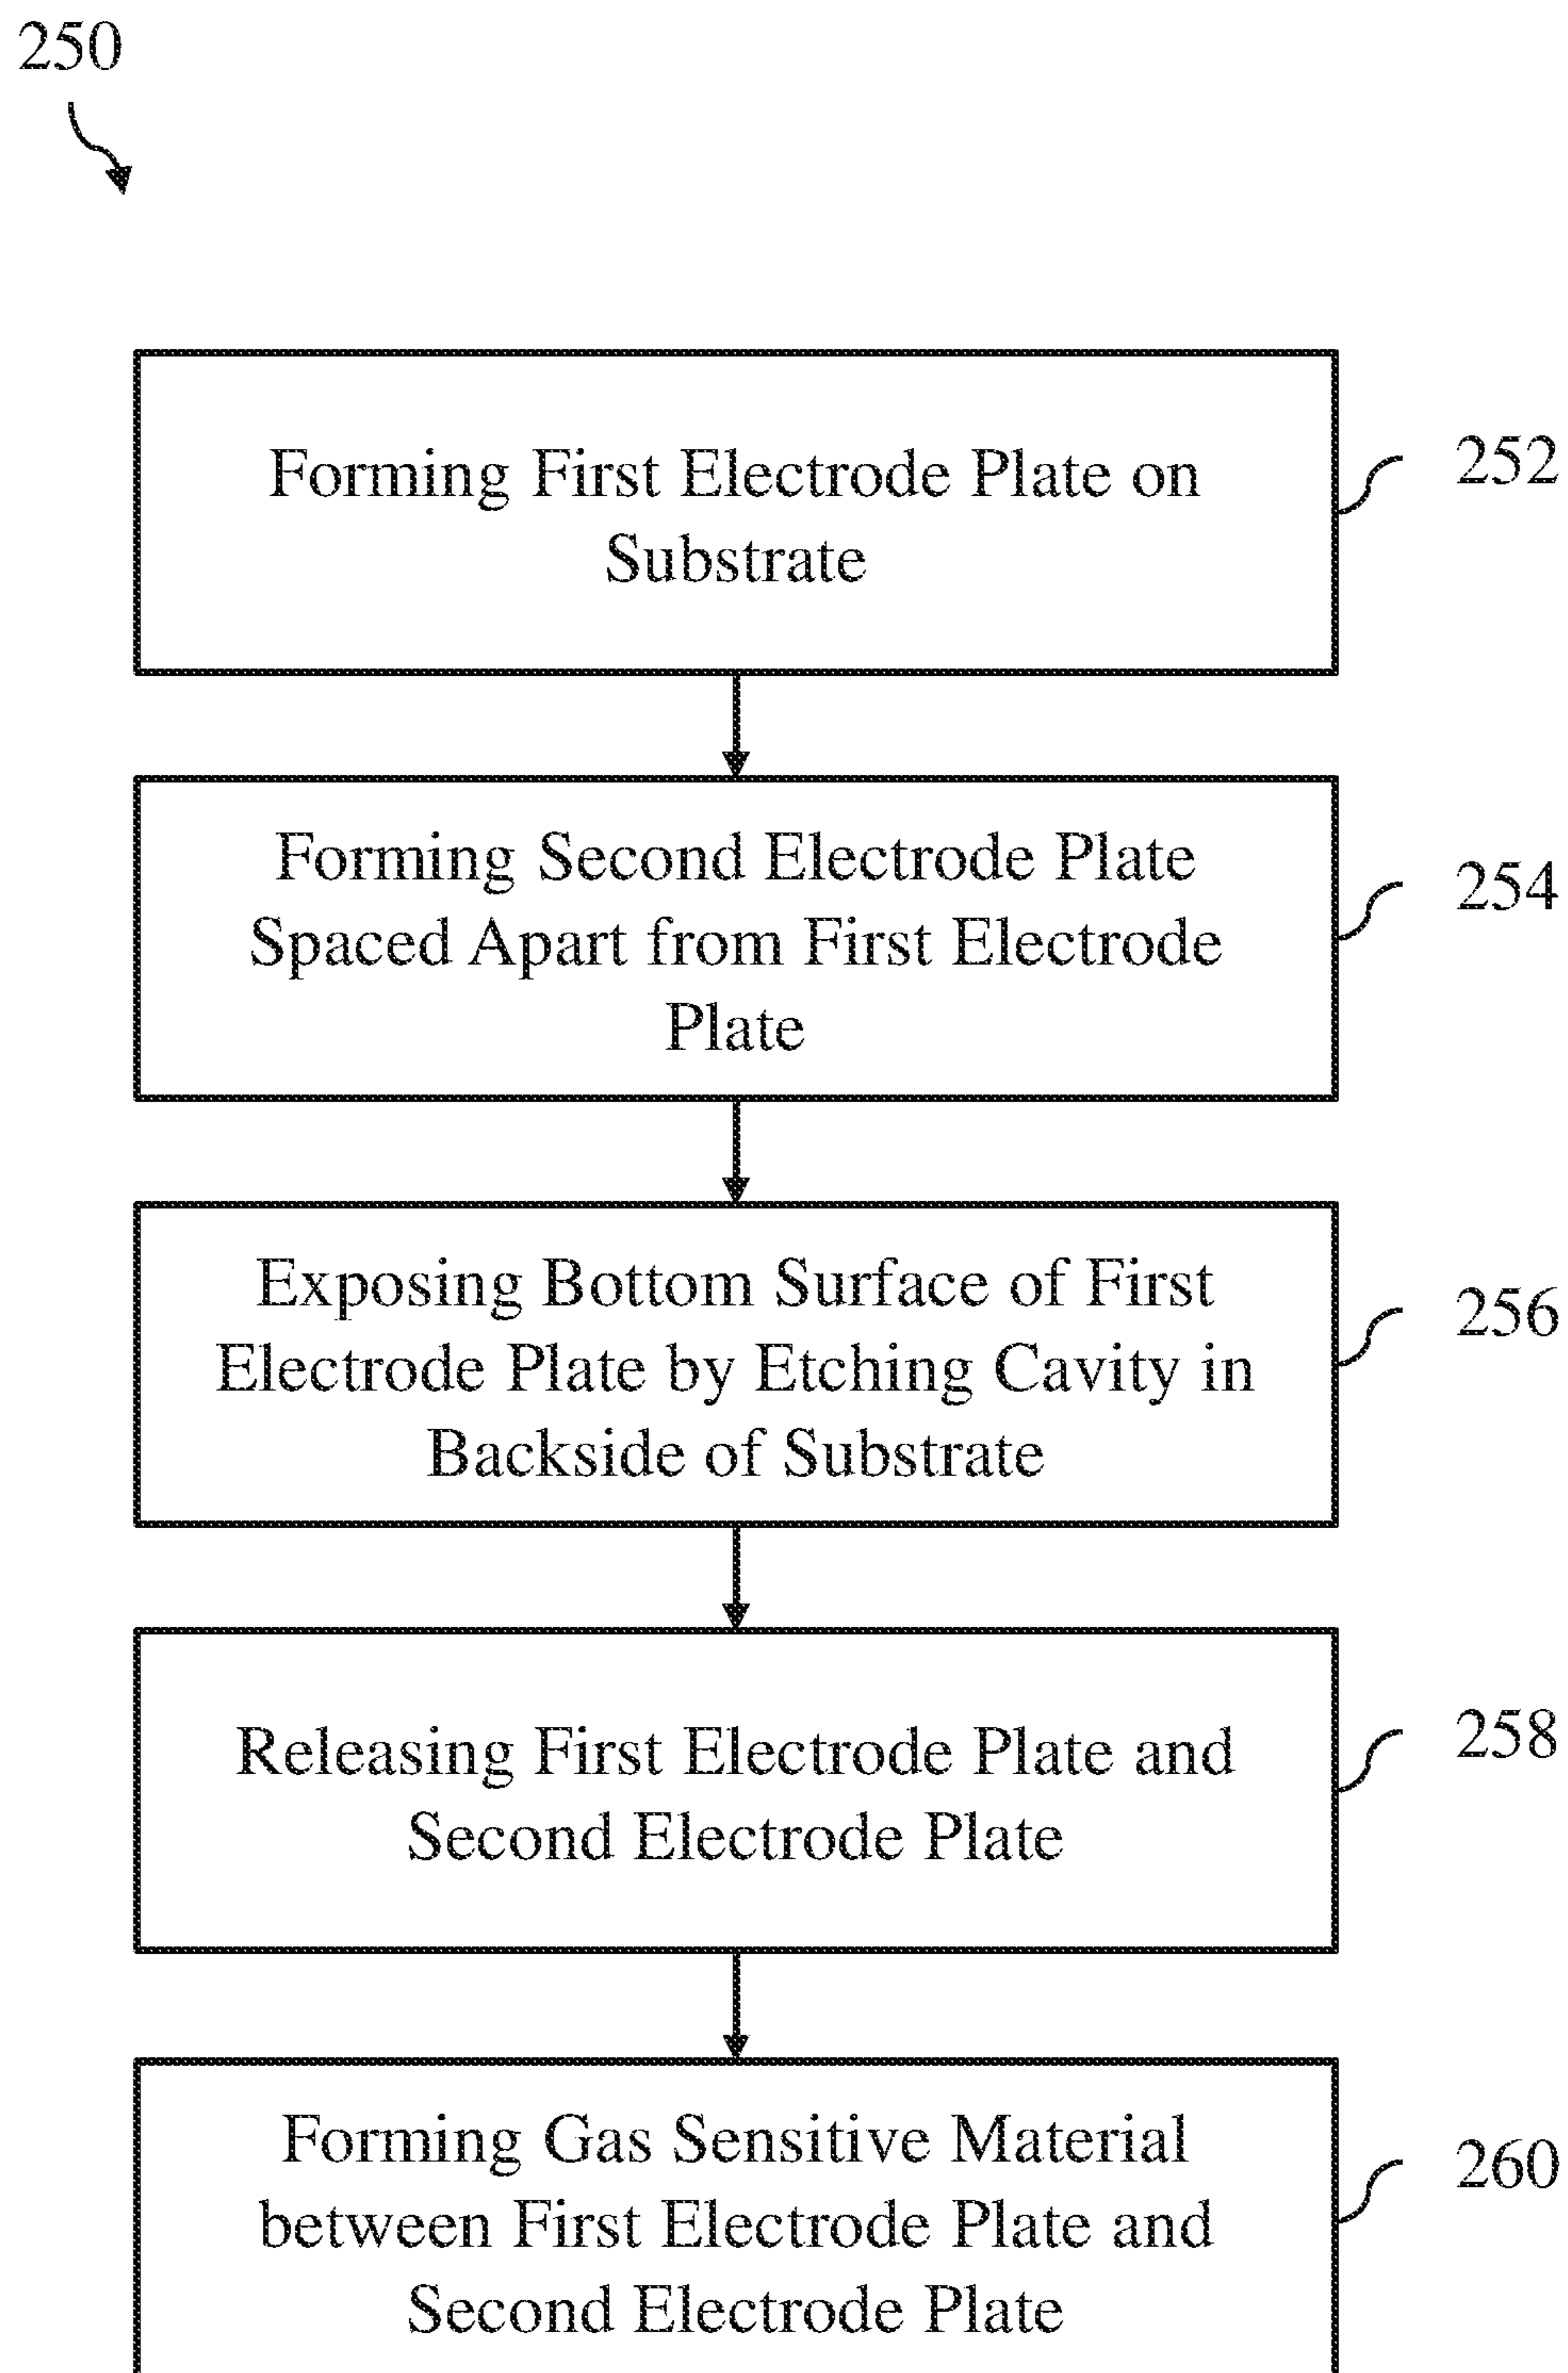 250
Forming First Electrode Plate on
Substrate
252
Forming Second Electrode Plate
Spaced Apart from First Electrode
Plate
254
Exposing Bottom Surface of First
Electrode Plate by Etching Cavity in
Backside of Substrate
256
Releasing First Electrode Plate and
Second Electrode Plate
258
Forming Gas Sensitive Material
between First Electrode Plate and
Second Electrode Plate
260